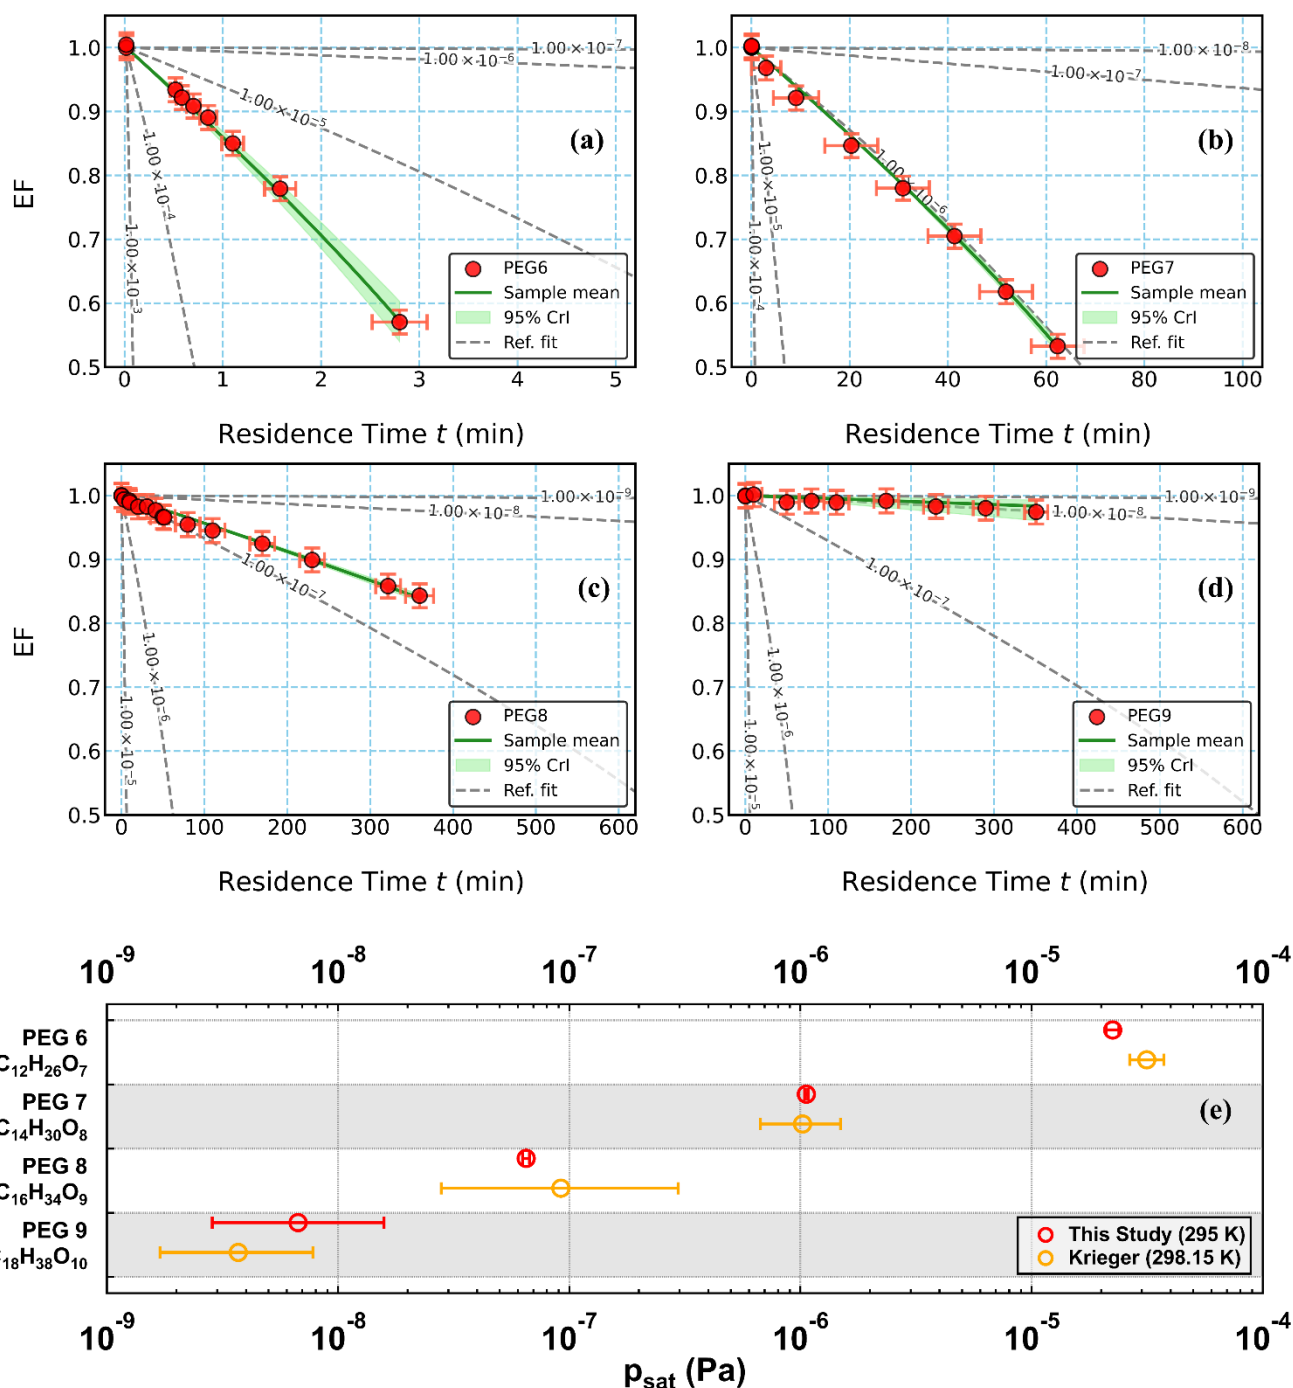 EF
1.0
0.9
0.8
0.7
0.6
0.5
1.00×10⁻⁷
1.00×10⁻⁶
1.00×10⁻⁵
1.00×10⁻⁴
1.00×10⁻³
(a)
PEG6
Sample mean
95% CrI
Ref. fit
0 1 2 3 4 5
Residence Time t (min)
1.0
0.9
0.8
0.7
0.6
0.5
1.00×10⁻⁸
1.00×10⁻⁷
1.00×10⁻⁶
1.00×10⁻⁵
1.00×10⁻⁴
(b)
PEG7
Sample mean
95% CrI
Ref. fit
0 20 40 60 80 100
Residence Time t (min)
EF
1.0
0.9
0.8
0.7
0.6
0.5
1.00×10⁻⁹
1.00×10⁻⁸
1.00×10⁻⁷
1.00×10⁻⁶
1.00×10⁻⁵
(c)
PEG8
Sample mean
95% CrI
Ref. fit
0 100 200 300 400 500 600
Residence Time t (min)
1.0
0.9
0.8
0.7
0.6
0.5
1.00×10⁻⁹
1.00×10⁻⁸
1.00×10⁻⁷
1.00×10⁻⁶
1.00×10⁻⁵
(d)
PEG9
Sample mean
95% CrI
Ref. fit
0 100 200 300 400 500 600
Residence Time t (min)
10⁻⁹ 10⁻⁸ 10⁻⁷ 10⁻⁶ 10⁻⁵ 10⁻⁴
PEG 6
C₁₂H₂₆O₇
PEG 7
C₁₄H₃₀O₈
PEG 8
C₁₆H₃₄O₉
PEG 9
₁₈H₃₈O₁₀
(e)
This Study (295 K)
Krieger (298.15 K)
10⁻⁹ 10⁻⁸ 10⁻⁷ 10⁻⁶ 10⁻⁵ 10⁻⁴
pₛₐₜ (Pa)